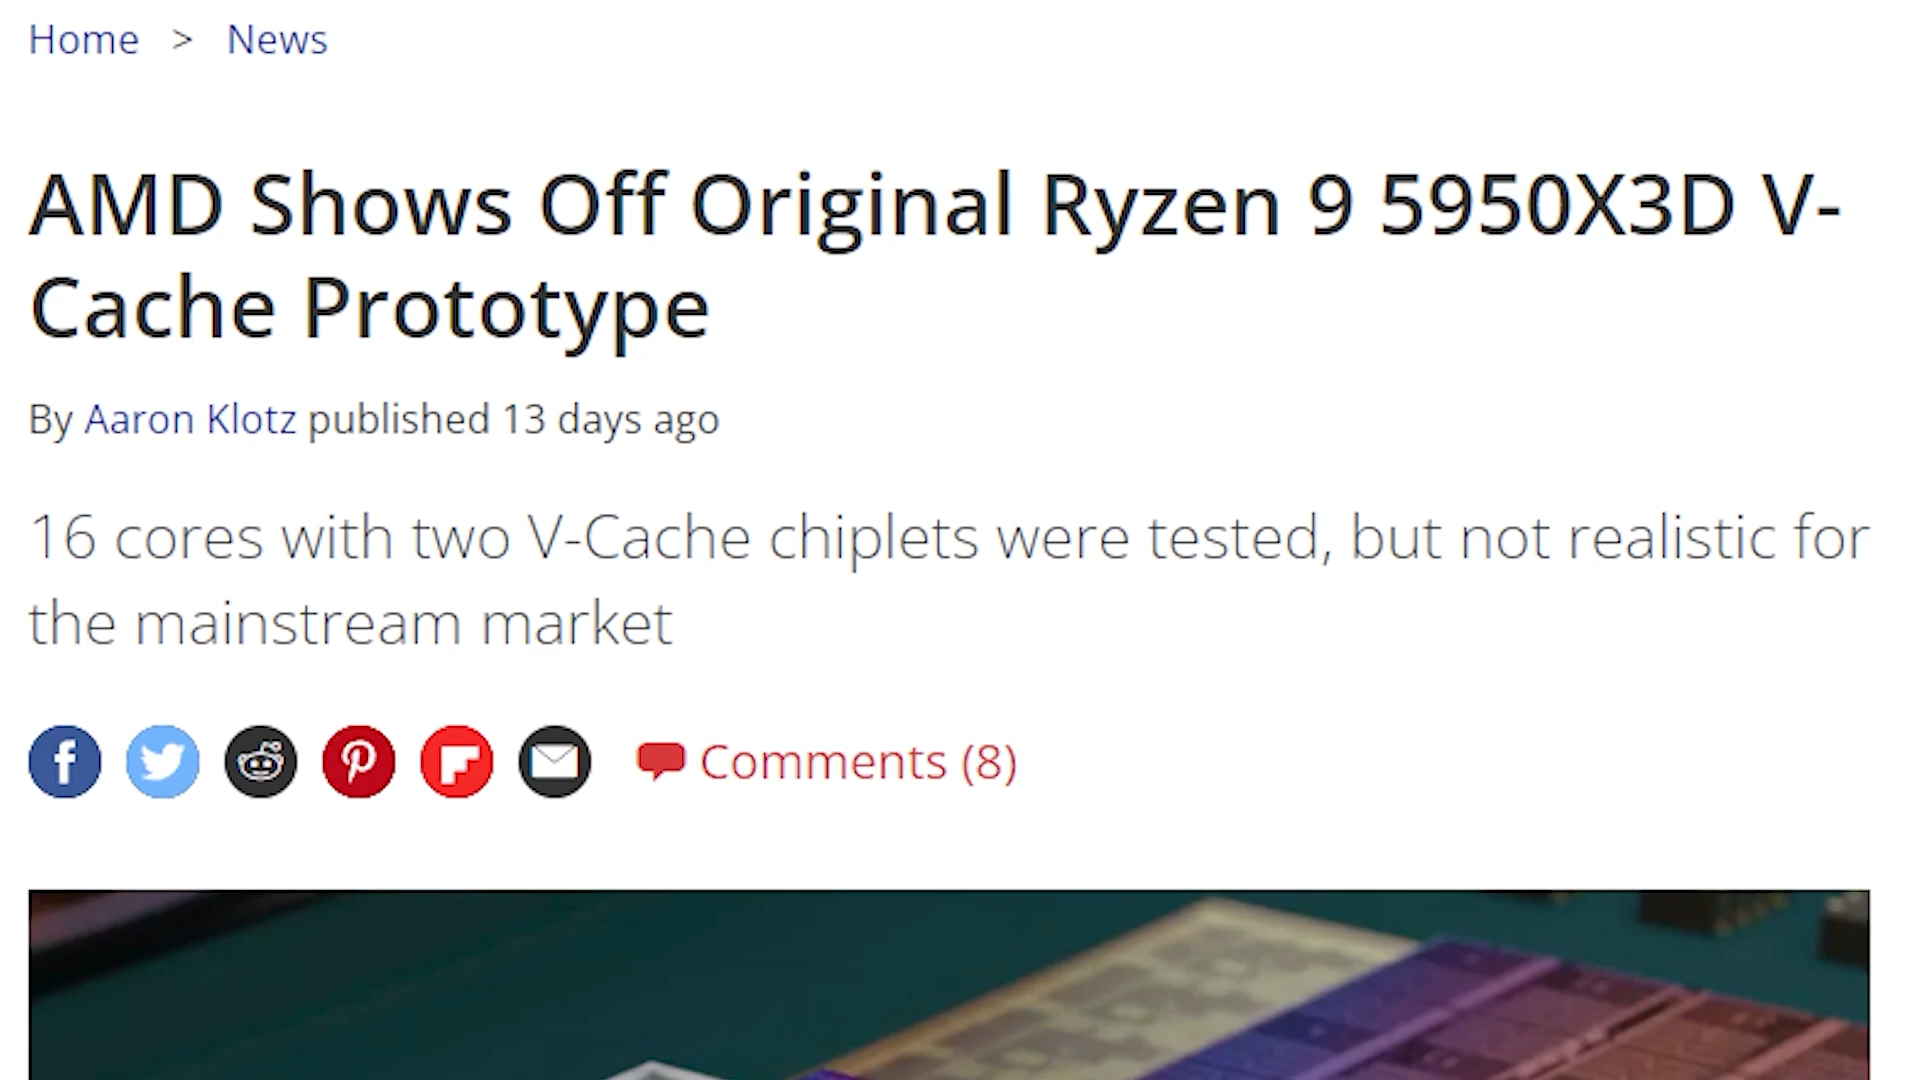 Home > News
AMD Shows Off Original Ryzen 9 5950X3D V-
Cache Prototype
By Aaron Klotz published 13 days ago
16 cores with two V-Cache chiplets were tested, but not realistic for
the mainstream market
Comments (8)